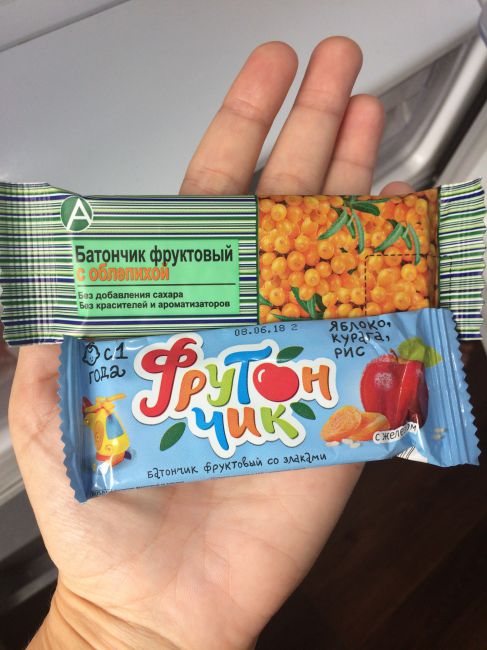 А
Батончик фруктовый
с облепихой
Без добавления сахара
Без красителей и ароматизаторов
08.06.18 2
с 1
года
Яблоко,
курага,
рис
Фрутон
чик
с железом
Батончик фруктовый со злаками